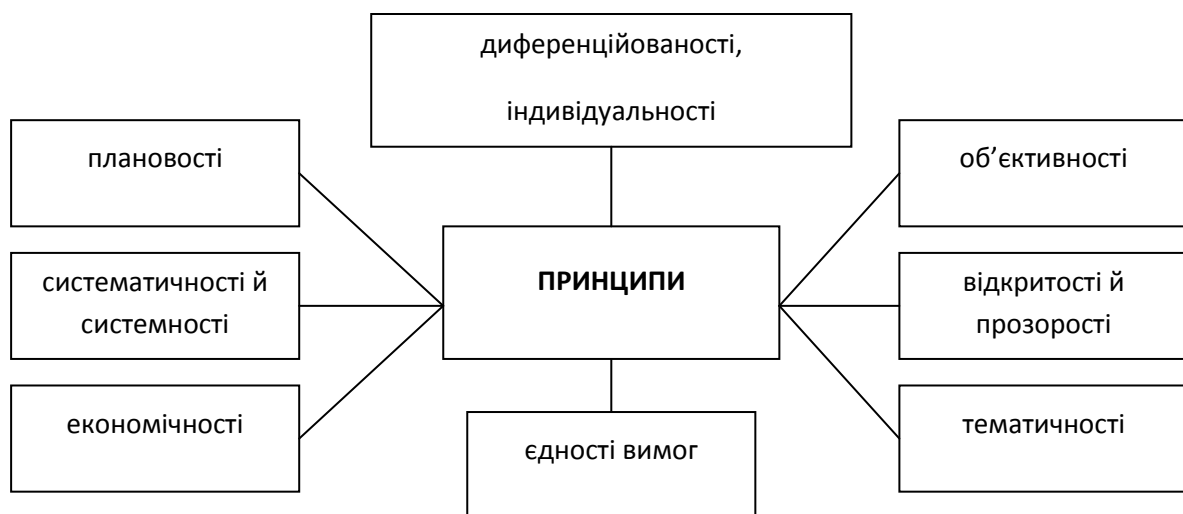 диференційованості,
індивідуальності
плановості
об’єктивності
систематичності й
системності
ПРИНЦИПИ
відкритості й
прозорості
економічності
єдності вимог
тематичності